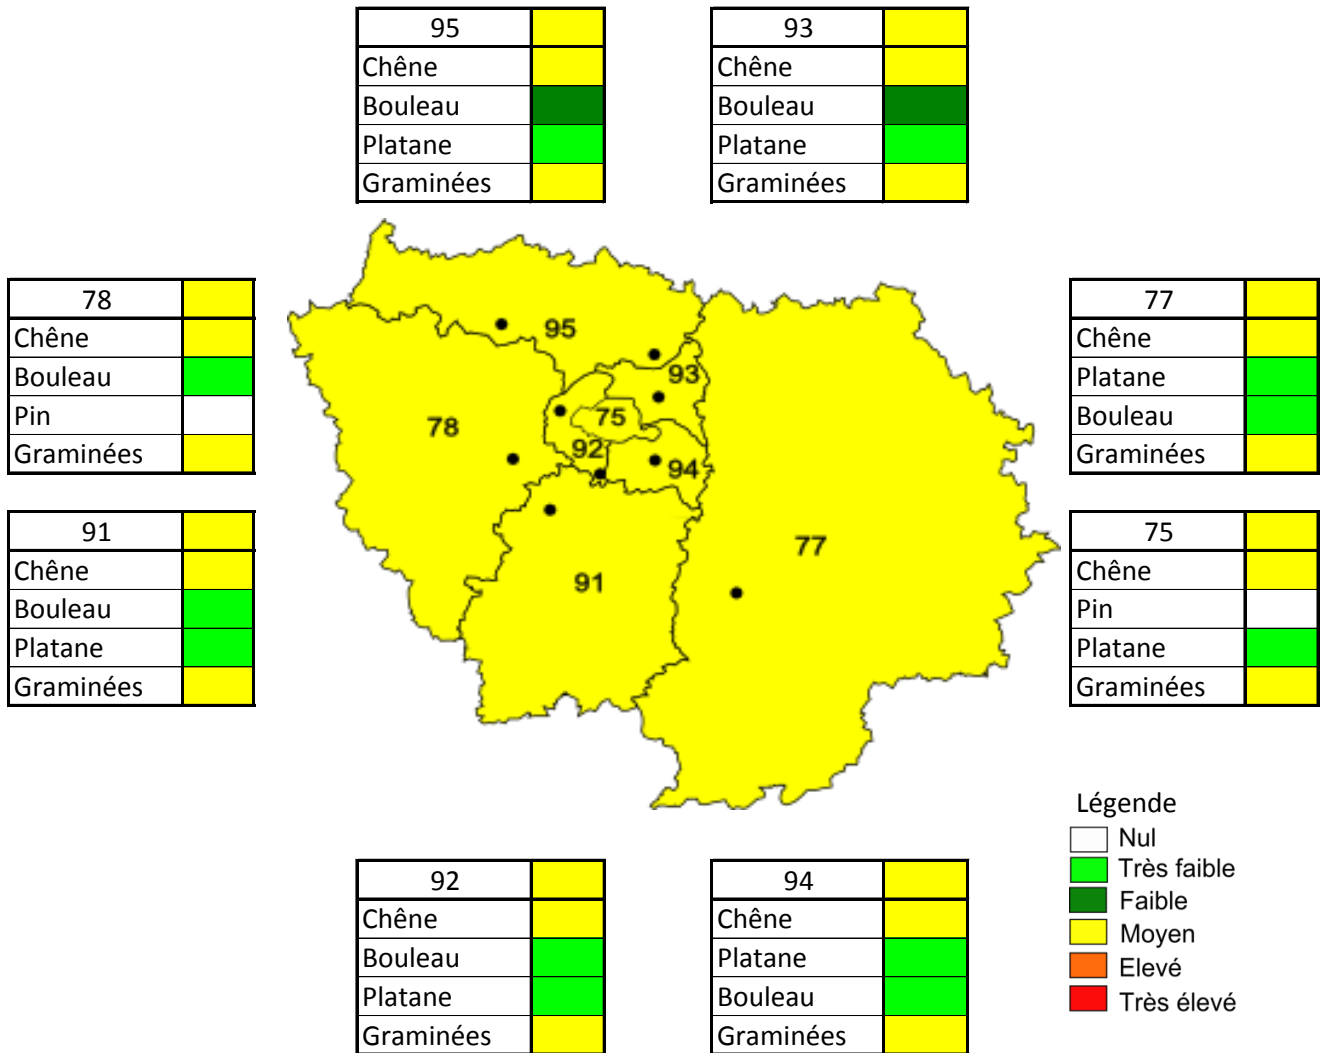 95
Chêne
Bouleau
Platane
Graminées
93
Chêne
Bouleau
Platane
Graminées
78
Chêne
Bouleau
Pin
Graminées
91
Chêne
Bouleau
Platane
Graminées
95
93
78
75
92
94
77
91
77
Chêne
Platane
Bouleau
Graminées
75
Chêne
Pin
Platane
Graminées
92
Chêne
Bouleau
Platane
Graminées
94
Chêne
Platane
Bouleau
Graminées
Légende
Nul
Très faible
Faible
Moyen
Elevé
Très élevé